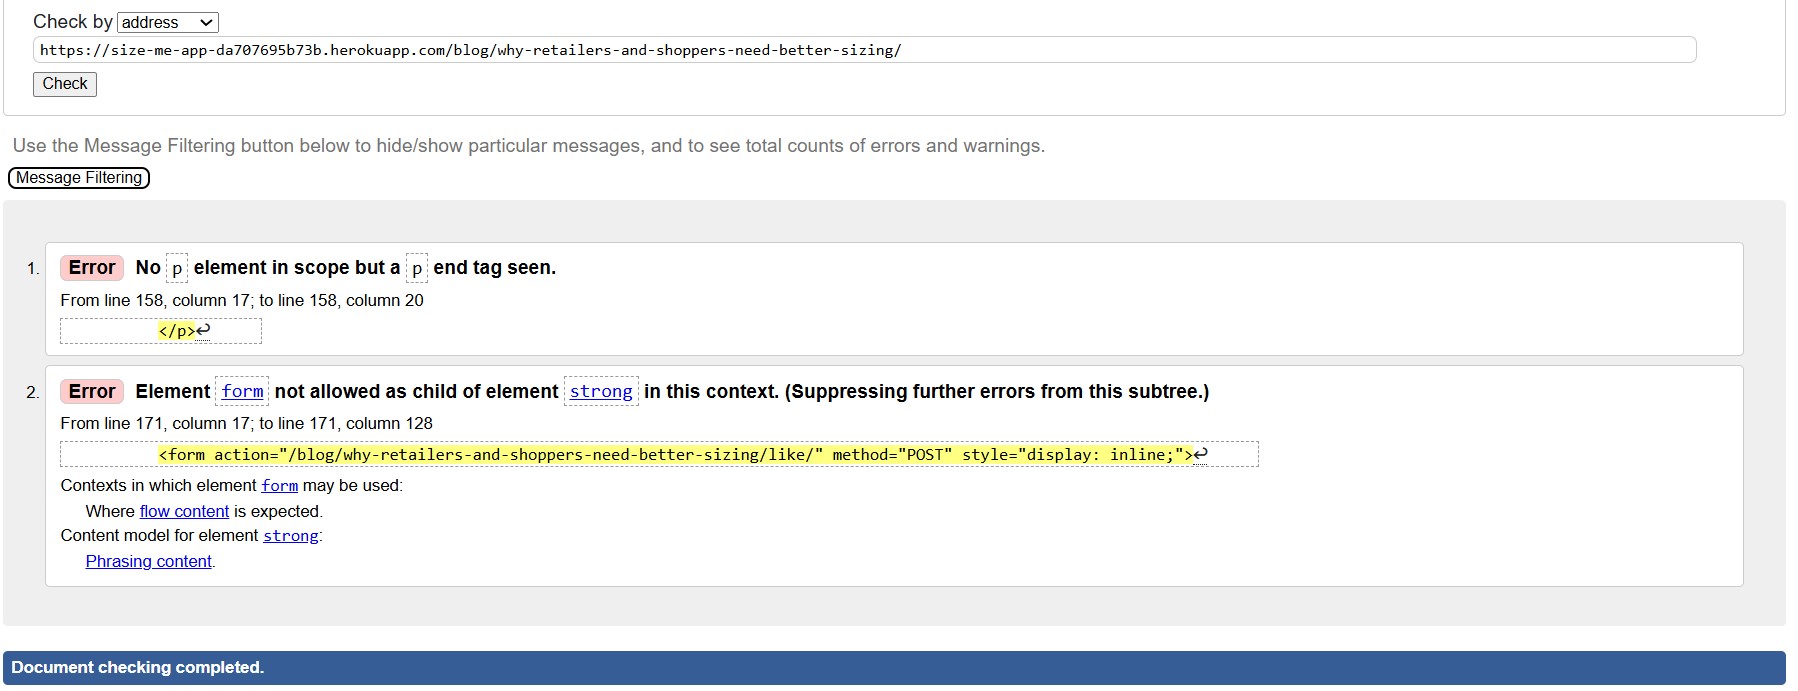 Check by address
https://size-me-app-da707695b73b.herokuapp.com/blog/why-retailers-and-shoppers-need-better-sizing/
Check
Use the Message Filtering button below to hide/show particular messages, and to see total counts of errors and warnings.
Message Filtering
1. Error No p element in scope but a p end tag seen.
From line 158, column 17; to line 158, column 20
</p>↩
2. Error Element form not allowed as child of element strong in this context. (Suppressing further errors from this subtree.)
From line 171, column 17; to line 171, column 128
<form action="/blog/why-retailers-and-shoppers-need-better-sizing/like/" method="POST" style="display: inline;">↩
Contexts in which element form may be used:
Where flow content is expected.
Content model for element strong:
Phrasing content.
Document checking completed.